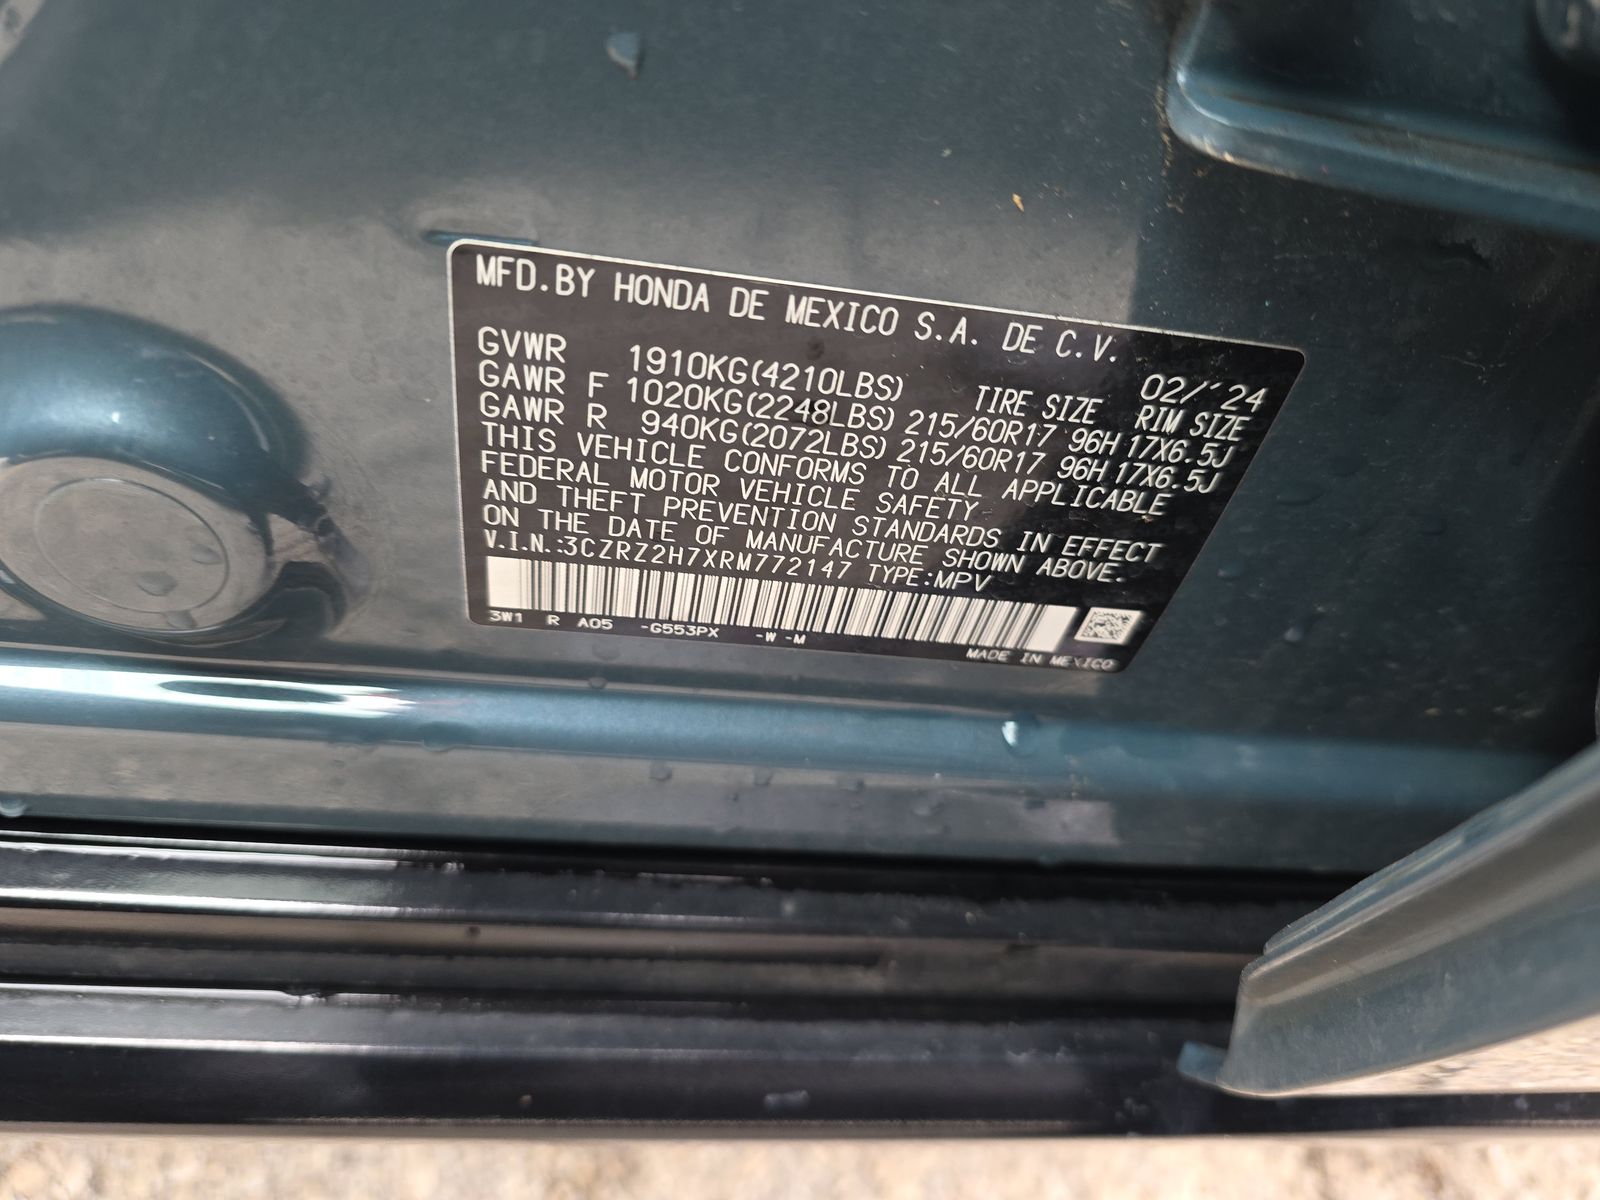 MFD.BY HONDA DE MEXICO S.A. DE C.V.
02/'24
GVWR 1910KG(4210LBS) TIRE SIZE RIM SIZE
GAWR F 1020KG(2248LBS) 215/60R17 96H 17X6.5J
GAWR R 940KG(2072LBS) 215/60R17 96H 17X6.5J
THIS VEHICLE CONFORMS TO ALL APPLICABLE
FEDERAL MOTOR VEHICLE SAFETY
AND THEFT PREVENTION STANDARDS IN EFFECT
ON THE DATE OF MANUFACTURE SHOWN ABOVE.
V.I.N.:3CZRZ2H7XRM772147 TYPE:MPV
3W1 R A05 -G553PX -W -M
MADE IN MEXICO